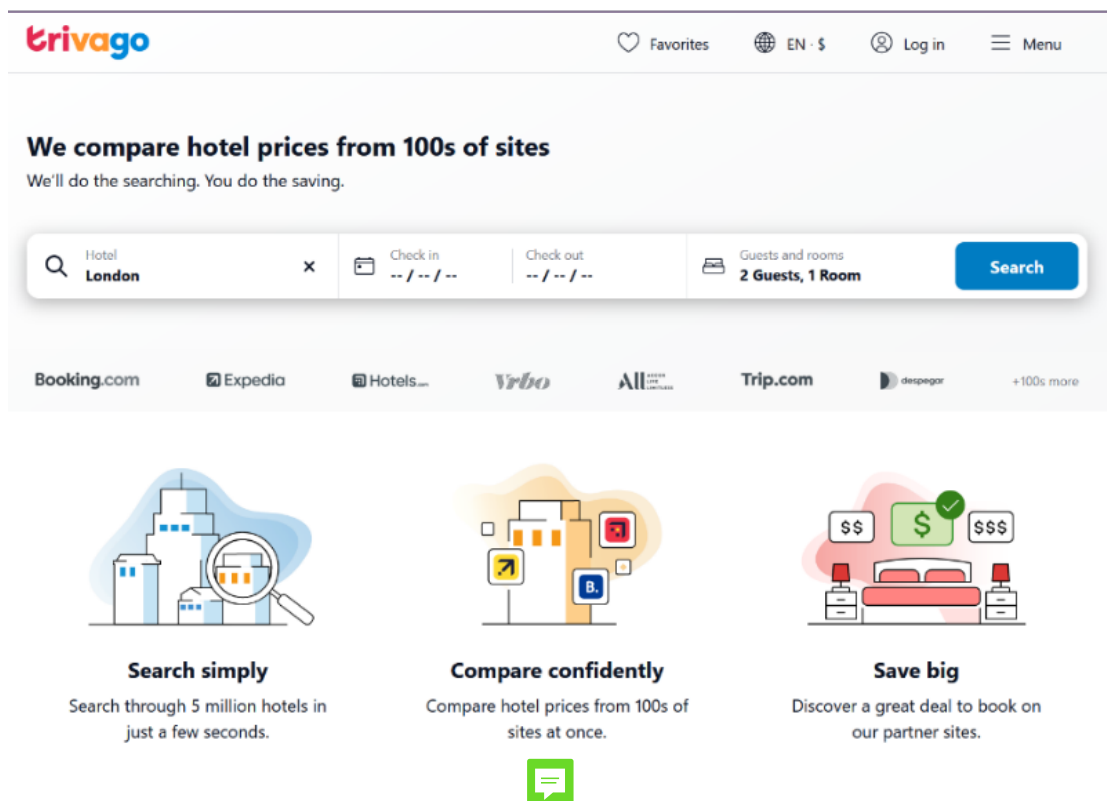 trivago
Favorites
EN · $
Log in
Menu
We compare hotel prices from 100s of sites
We'll do the searching. You do the saving.
Hotel
London
Check in
-- / -- / --
Check out
-- / -- / --
Guests and rooms
2 Guests, 1 Room
Search
Booking.com
Expedia
Hotels.com
Vrbo
ALL ACCOR LIVE LIMITLESS
Trip.com
despegar
+100s more
B.
$$
$
$$$
Search simply
Search through 5 million hotels in
just a few seconds.
Compare confidently
Compare hotel prices from 100s of
sites at once.
Save big
Discover a great deal to book on
our partner sites.